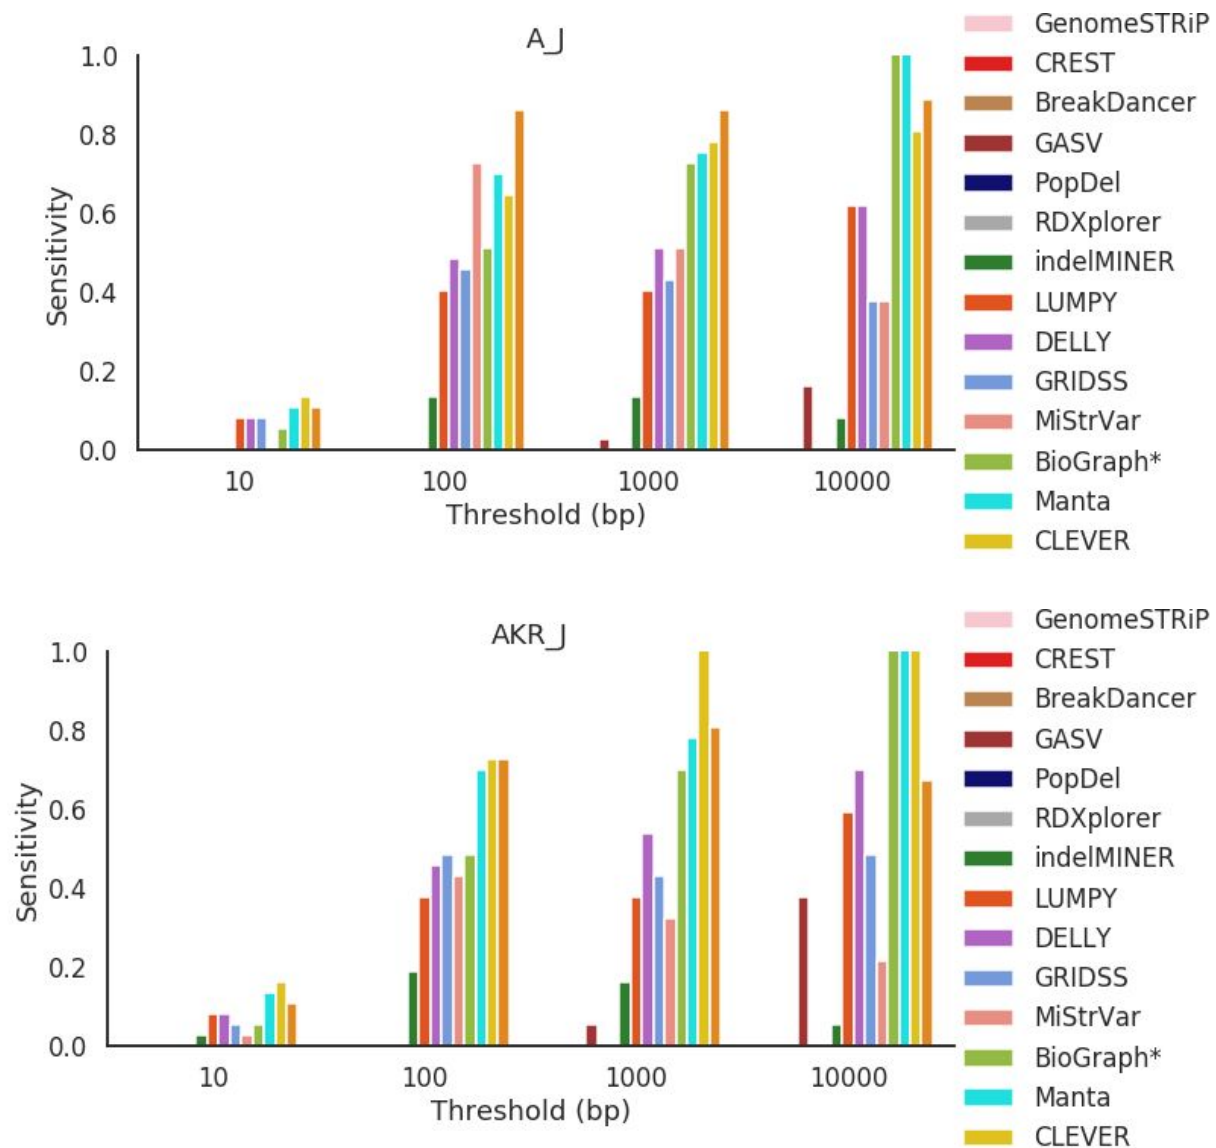 A_J
Sensitivity
1.0
0.8
0.6
0.4
0.2
0.0
10 100 1000 10000
Threshold (bp)
GenomeSTRiP
CREST
BreakDancer
GASV
PopDel
RDXplorer
indelMINER
LUMPY
DELLY
GRIDSS
MiStrVar
BioGraph*
Manta
CLEVER
AKR_J
Sensitivity
1.0
0.8
0.6
0.4
0.2
0.0
10 100 1000 10000
Threshold (bp)
GenomeSTRiP
CREST
BreakDancer
GASV
PopDel
RDXplorer
indelMINER
LUMPY
DELLY
GRIDSS
MiStrVar
BioGraph*
Manta
CLEVER